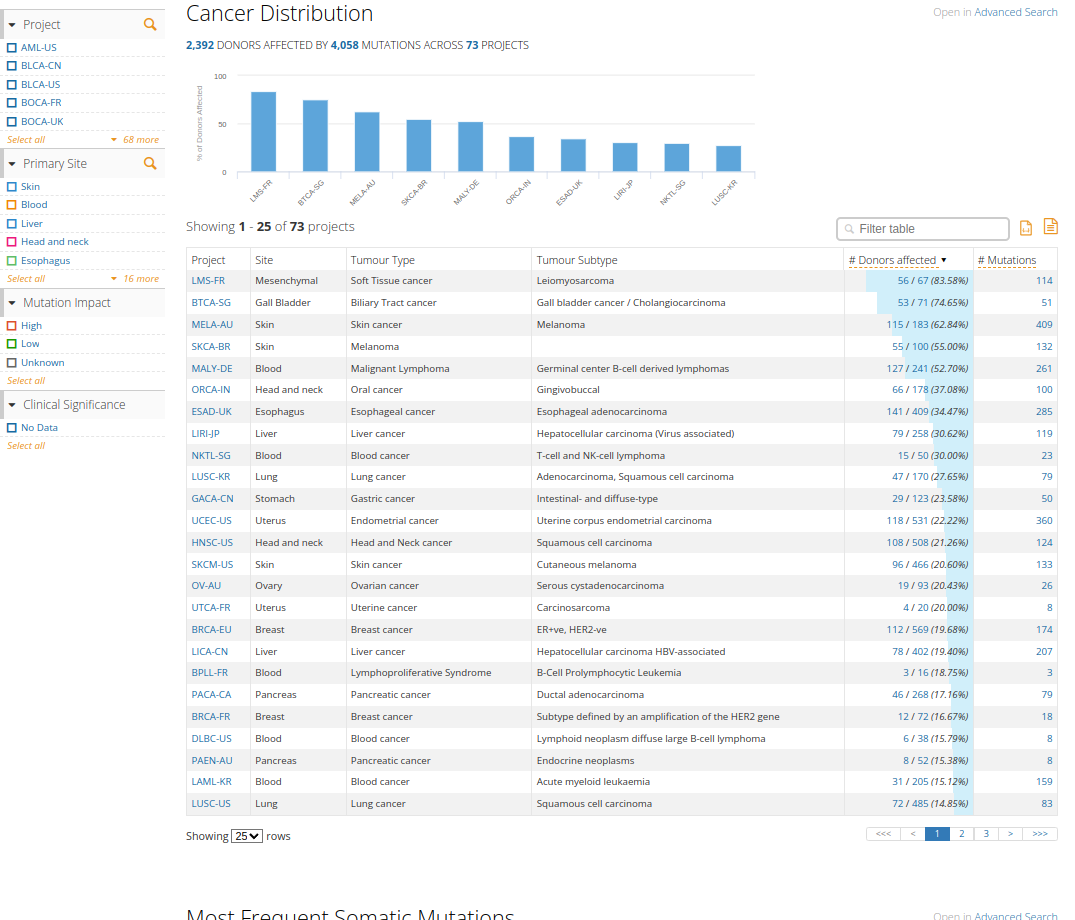 Project
AML-US
BLCA-CN
BLCA-US
BOCA-FR
BOCA-UK
Select all 68 more
Primary Site
Skin
Blood
Liver
Head and neck
Esophagus
Select all 16 more
Mutation Impact
High
Low
Unknown
Select all
Clinical Significance
No Data
Select all
Cancer Distribution
Open in Advanced Search
2,392 DONORS AFFECTED BY 4,058 MUTATIONS ACROSS 73 PROJECTS
% of Donors Affected
100
50
0
LMS-FR BTCA-SG MELA-AU SKCA-BR MALY-DE ORCA-IN ESAD-UK LIRI-JP NKTL-SG LUSC-KR
Showing 1 - 25 of 73 projects
Filter table
Project Site Tumour Type Tumour Subtype # Donors affected ▼ # Mutations
LMS-FR Mesenchymal Soft Tissue cancer Leiomyosarcoma 56 / 67 (83.58%) 114
BTCA-SG Gall Bladder Biliary Tract cancer Gall bladder cancer / Cholangiocarcinoma 53 / 71 (74.65%) 51
MELA-AU Skin Skin cancer Melanoma 115 / 183 (62.84%) 409
SKCA-BR Skin Melanoma 55 / 100 (55.00%) 132
MALY-DE Blood Malignant Lymphoma Germinal center B-cell derived lymphomas 127 / 241 (52.70%) 261
ORCA-IN Head and neck Oral cancer Gingivobuccal 66 / 178 (37.08%) 100
ESAD-UK Esophagus Esophageal cancer Esophageal adenocarcinoma 141 / 409 (34.47%) 285
LIRI-JP Liver Liver cancer Hepatocellular carcinoma (Virus associated) 79 / 258 (30.62%) 119
NKTL-SG Blood Blood cancer T-cell and NK-cell lymphoma 15 / 50 (30.00%) 23
LUSC-KR Lung Lung cancer Adenocarcinoma, Squamous cell carcinoma 47 / 170 (27.65%) 79
GACA-CN Stomach Gastric cancer Intestinal- and diffuse-type 29 / 123 (23.58%) 50
UCEC-US Uterus Endometrial cancer Uterine corpus endometrial carcinoma 118 / 531 (22.22%) 360
HNSC-US Head and neck Head and Neck cancer Squamous cell carcinoma 108 / 508 (21.26%) 124
SKCM-US Skin Skin cancer Cutaneous melanoma 96 / 466 (20.60%) 133
OV-AU Ovary Ovarian cancer Serous cystadenocarcinoma 19 / 93 (20.43%) 26
UTCA-FR Uterus Uterine cancer Carcinosarcoma 4 / 20 (20.00%) 8
BRCA-EU Breast Breast cancer ER+ve, HER2-ve 112 / 569 (19.68%) 174
LICA-CN Liver Liver cancer Hepatocellular carcinoma HBV-associated 78 / 402 (19.40%) 207
BPLL-FR Blood Lymphoproliferative Syndrome B-Cell Prolymphocytic Leukemia 3 / 16 (18.75%) 3
PACA-CA Pancreas Pancreatic cancer Ductal adenocarcinoma 46 / 268 (17.16%) 79
BRCA-FR Breast Breast cancer Subtype defined by an amplification of the HER2 gene 12 / 72 (16.67%) 18
DLBC-US Blood Blood cancer Lymphoid neoplasm diffuse large B-cell lymphoma 6 / 38 (15.79%) 8
PAEN-AU Pancreas Pancreatic cancer Endocrine neoplasms 8 / 52 (15.38%) 8
LAML-KR Blood Blood cancer Acute myeloid leukaemia 31 / 205 (15.12%) 159
LUSC-US Lung Lung cancer Squamous cell carcinoma 72 / 485 (14.85%) 83
Showing 25 rows
<<< < 1 2 3 > >>>
Most Frequent Somatic Mutations
Open in Advanced Search